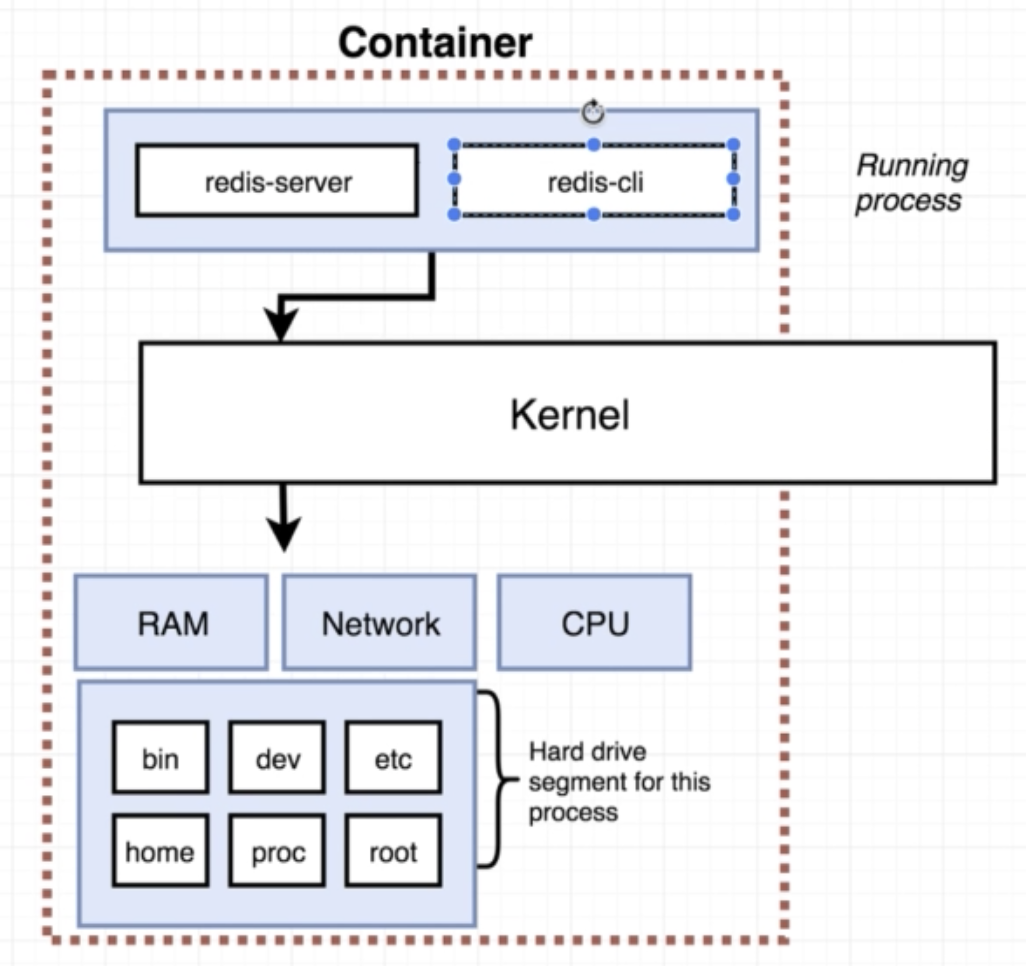 Container
redis-server
redis-cli
Running
process
Kernel
RAM
Network
CPU
bin
dev
etc
Hard drive
segment for this
process
home
proc
root